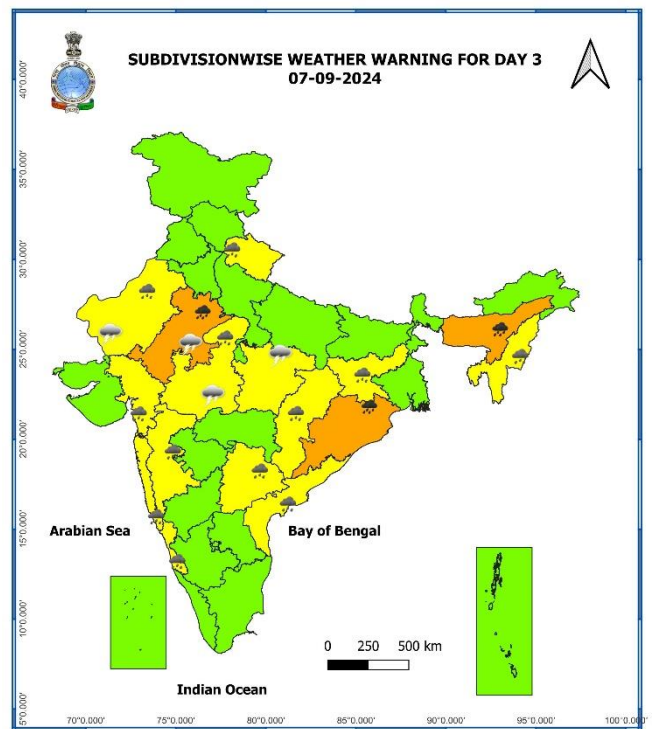 SUBDIVISIONWISE WEATHER WARNING FOR DAY 3
07-09-2024
40°0.000'
35°0.000'
30°0.000'
25°0.000'
20°0.000'
15°0.000'
10°0.000'
5°0.000'
Arabian Sea
Bay of Bengal
0 250 500 km
Indian Ocean
70°0.000' 75°0.000' 80°0.000' 85°0.000' 90°0.000' 95°0.000' 100°0.000'